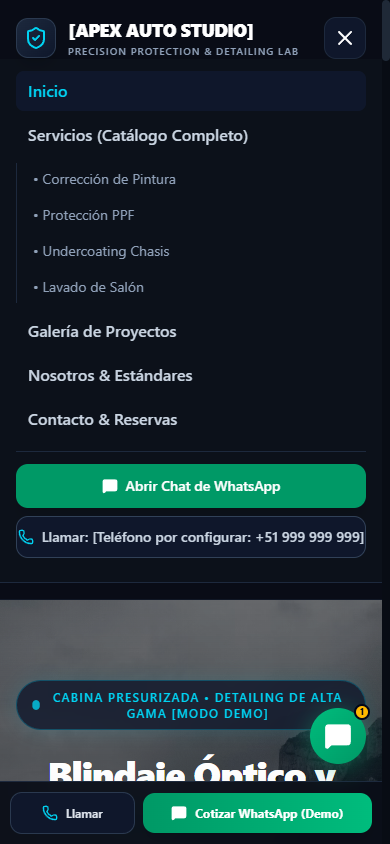 [APEX AUTO STUDIO]
PRECISION PROTECTION & DETAILING LAB
Inicio
Servicios (Catálogo Completo)
• Corrección de Pintura
• Protección PPF
• Undercoating Chasis
• Lavado de Salón
Galería de Proyectos
Nosotros & Estándares
Contacto & Reservas
Abrir Chat de WhatsApp
Llamar: [Teléfono por configurar: +51 999 999 999]
CABINA PRESURIZADA • DETAILING DE ALTA
GAMA [MODO DEMO]
1
Blindaje Óptico y
Llamar
Cotizar WhatsApp (Demo)